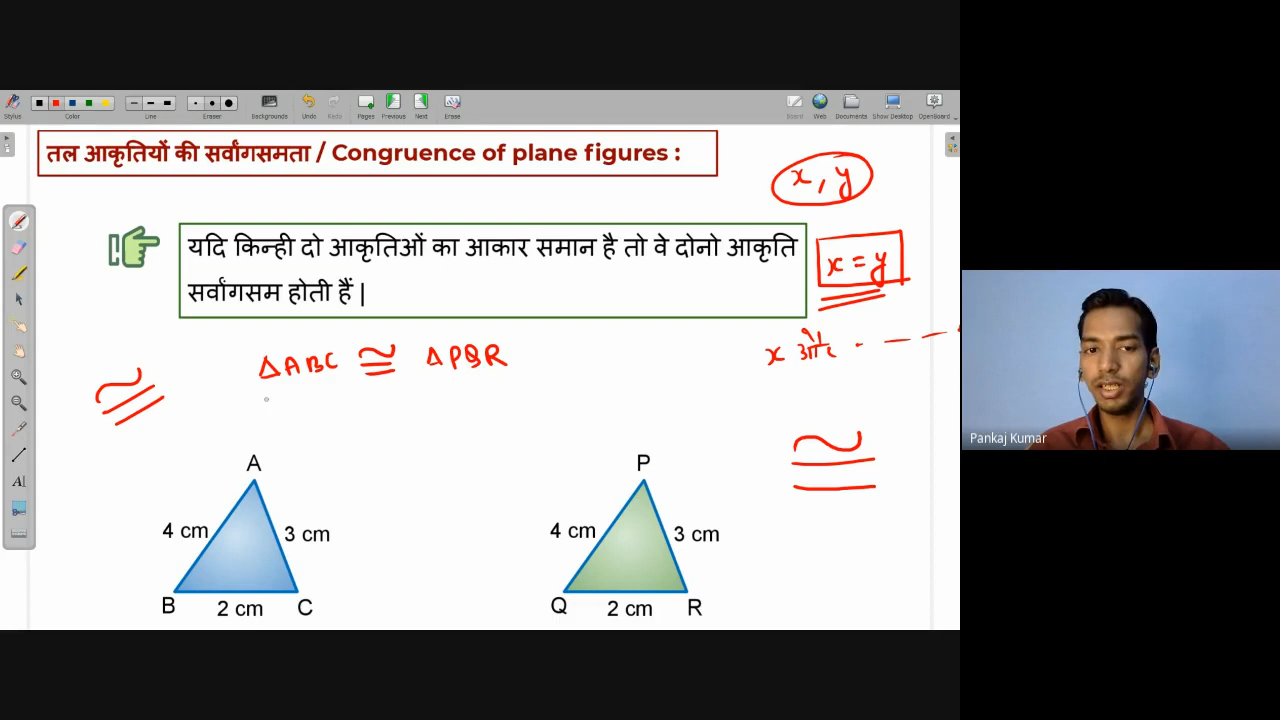 Stylus
Color
Line
Eraser
Backgrounds
Undo
Redo
Pages
Previous
Next
Erase
Board
Web
Documents
Show Desktop
OpenBoard
तल आकृतियों की सर्वांगसमता / Congruence of plane figures :
x, y
यदि किन्ही दो आकृतिओं का आकार समान है तो वे दोनो आकृति
सर्वांगसम होती हैं |
x = y
ΔABC ≅ ΔPQR
x
≅
≅
A
P
4 cm
3 cm
4 cm
3 cm
B
2 cm
C
Q
2 cm
R
Pankaj Kumar